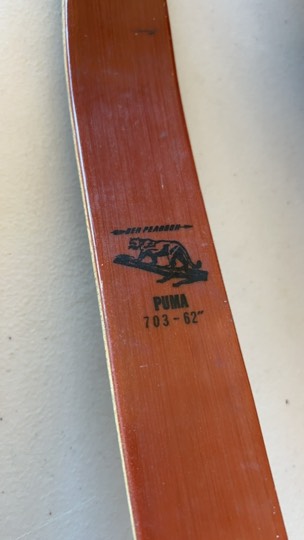 BEN PEARSON
PUMA
703-62"